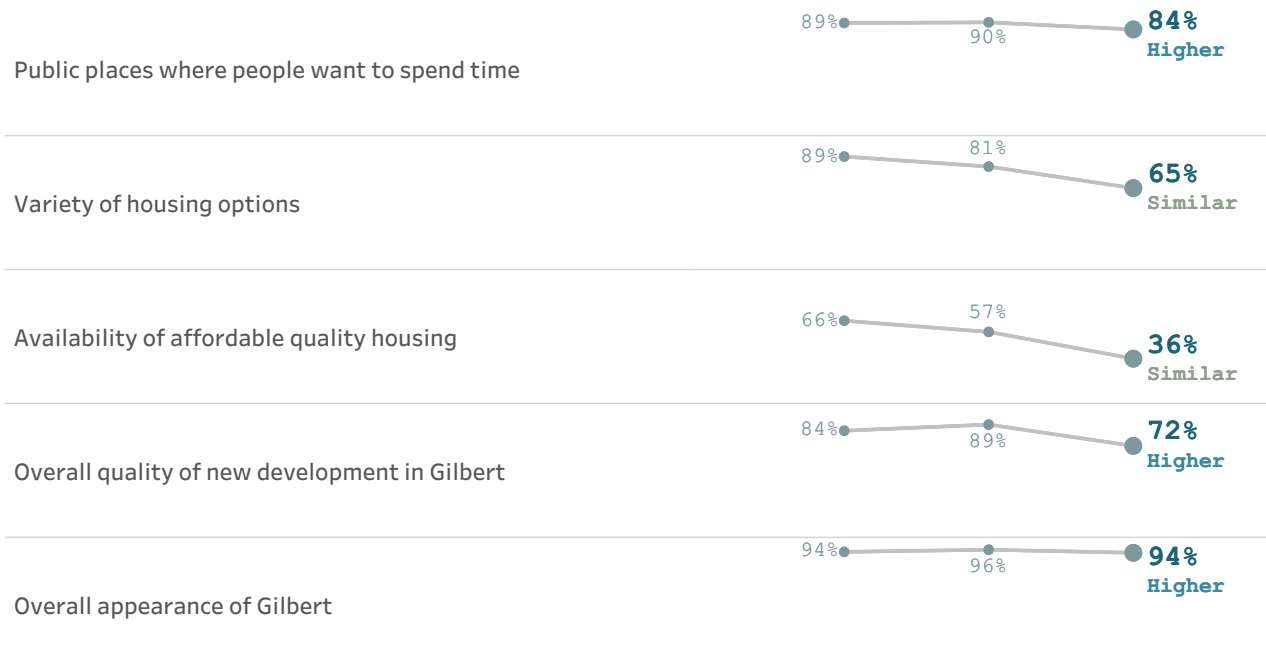 89%
90%
84%
Higher
Public places where people want to spend time
89%
81%
65%
Similar
Variety of housing options
66%
57%
36%
Similar
Availability of affordable quality housing
84%
89%
72%
Higher
Overall quality of new development in Gilbert
94%
96%
94%
Higher
Overall appearance of Gilbert